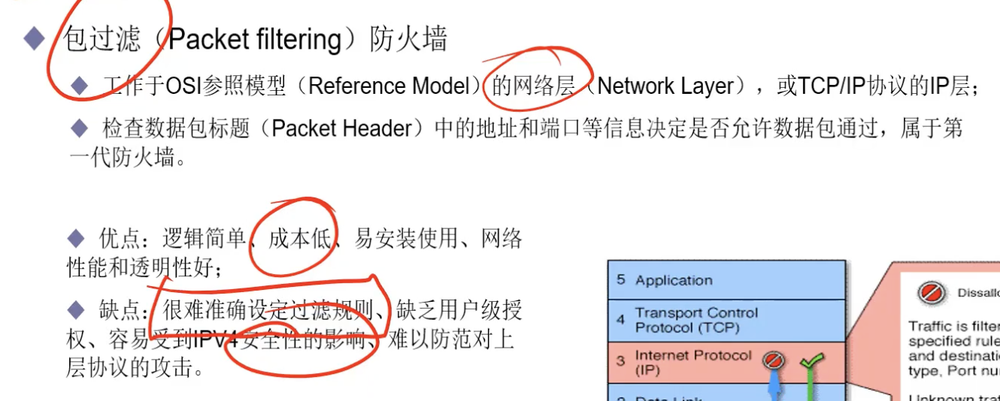 包过滤（Packet filtering）防火墙
工作于OSI参照模型（Reference Model）的网络层（Network Layer），或TCP/IP协议的IP层；
检查数据包标题（Packet Header）中的地址和端口等信息决定是否允许数据包通过，属于第
一代防火墙。
优点：逻辑简单、成本低、易安装使用、网络
性能和透明性好；
缺点：很难准确设定过滤规则、缺乏用户级授
权、容易受到IPV4安全性的影响、难以防范对上
层协议的攻击。
5 Application
4 Transport Control
Protocol (TCP)
3 Internet Protocol
(IP)
2 Data Link
Traffic is filter
specified rule
and destination
type, Port nu
Unknown traf